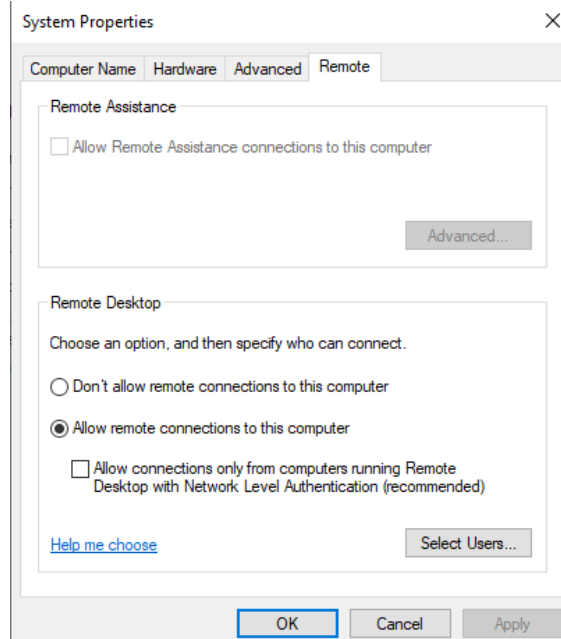 System Properties
Computer Name Hardware Advanced Remote
Remote Assistance
Allow Remote Assistance connections to this computer
Advanced...
Remote Desktop
Choose an option, and then specify who can connect.
Don't allow remote connections to this computer
Allow remote connections to this computer
Allow connections only from computers running Remote
Desktop with Network Level Authentication (recommended)
Help me choose Select Users...
OK Cancel Apply